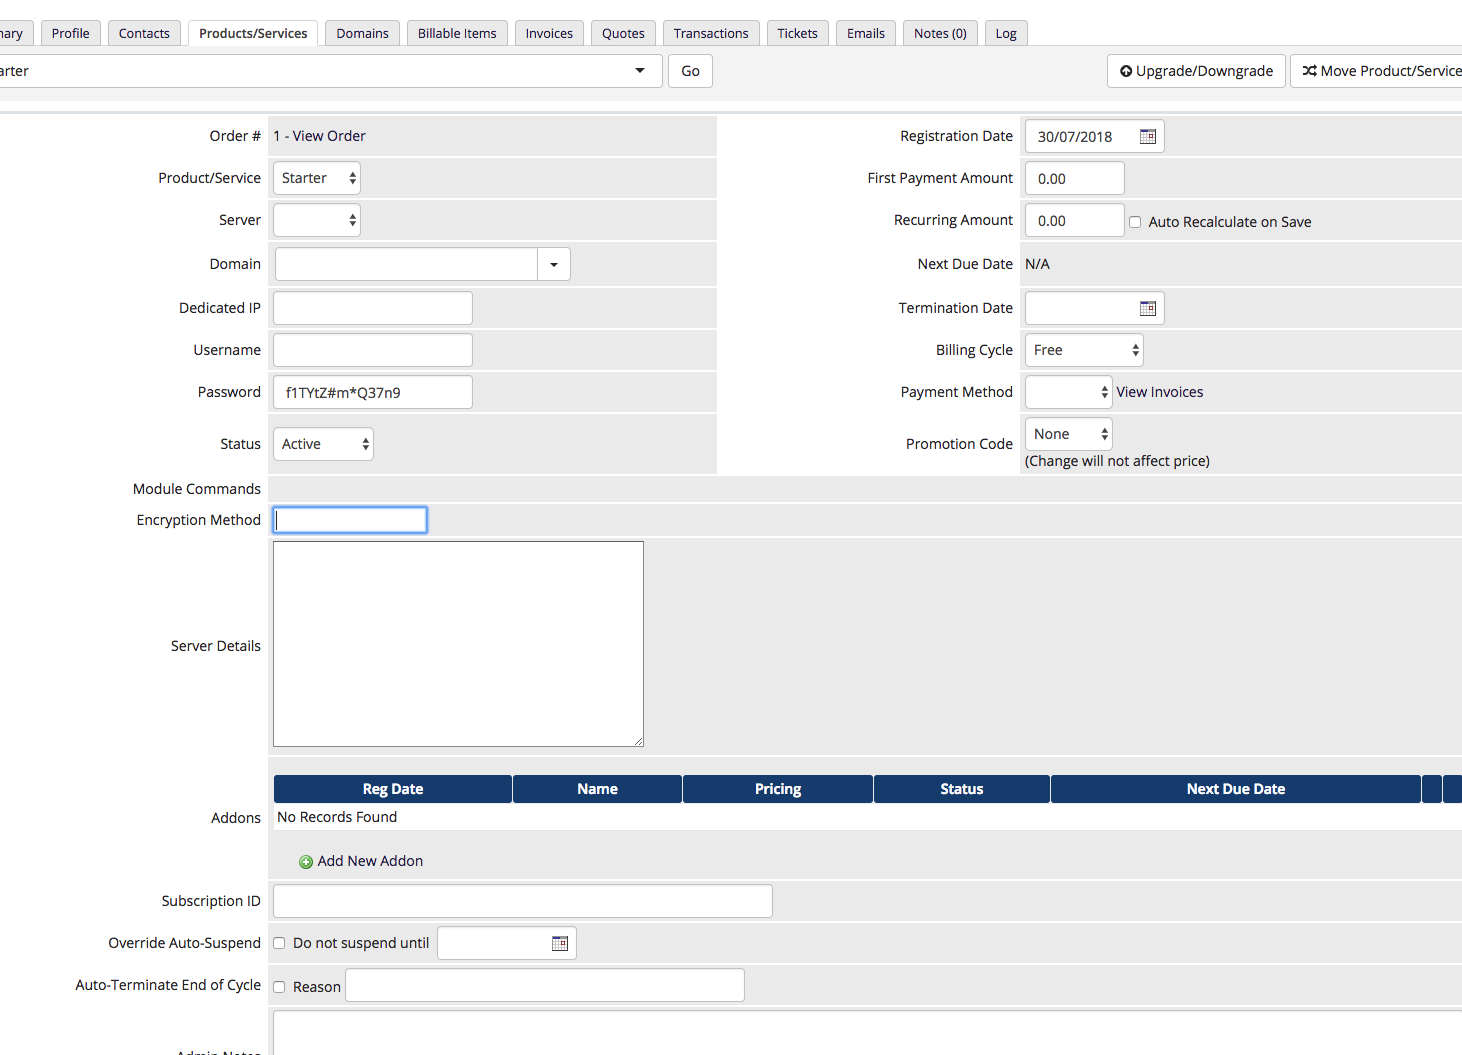 nary Profile Contacts Products/Services Domains Billable Items Invoices Quotes Transactions Tickets Emails Notes (0) Log
arter Go Upgrade/Downgrade Move Product/Service
Order # 1 - View Order Registration Date 30/07/2018
Product/Service Starter First Payment Amount 0.00
Server Recurring Amount 0.00 Auto Recalculate on Save
Domain Next Due Date N/A
Dedicated IP Termination Date
Username Billing Cycle Free
Password f1TYtZ#m*Q37n9 Payment Method View Invoices
Status Active Promotion Code None
(Change will not affect price)
Module Commands
Encryption Method
Server Details
Reg Date Name Pricing Status Next Due Date
Addons No Records Found
Add New Addon
Subscription ID
Override Auto-Suspend Do not suspend until
Auto-Terminate End of Cycle Reason
Admin Notes